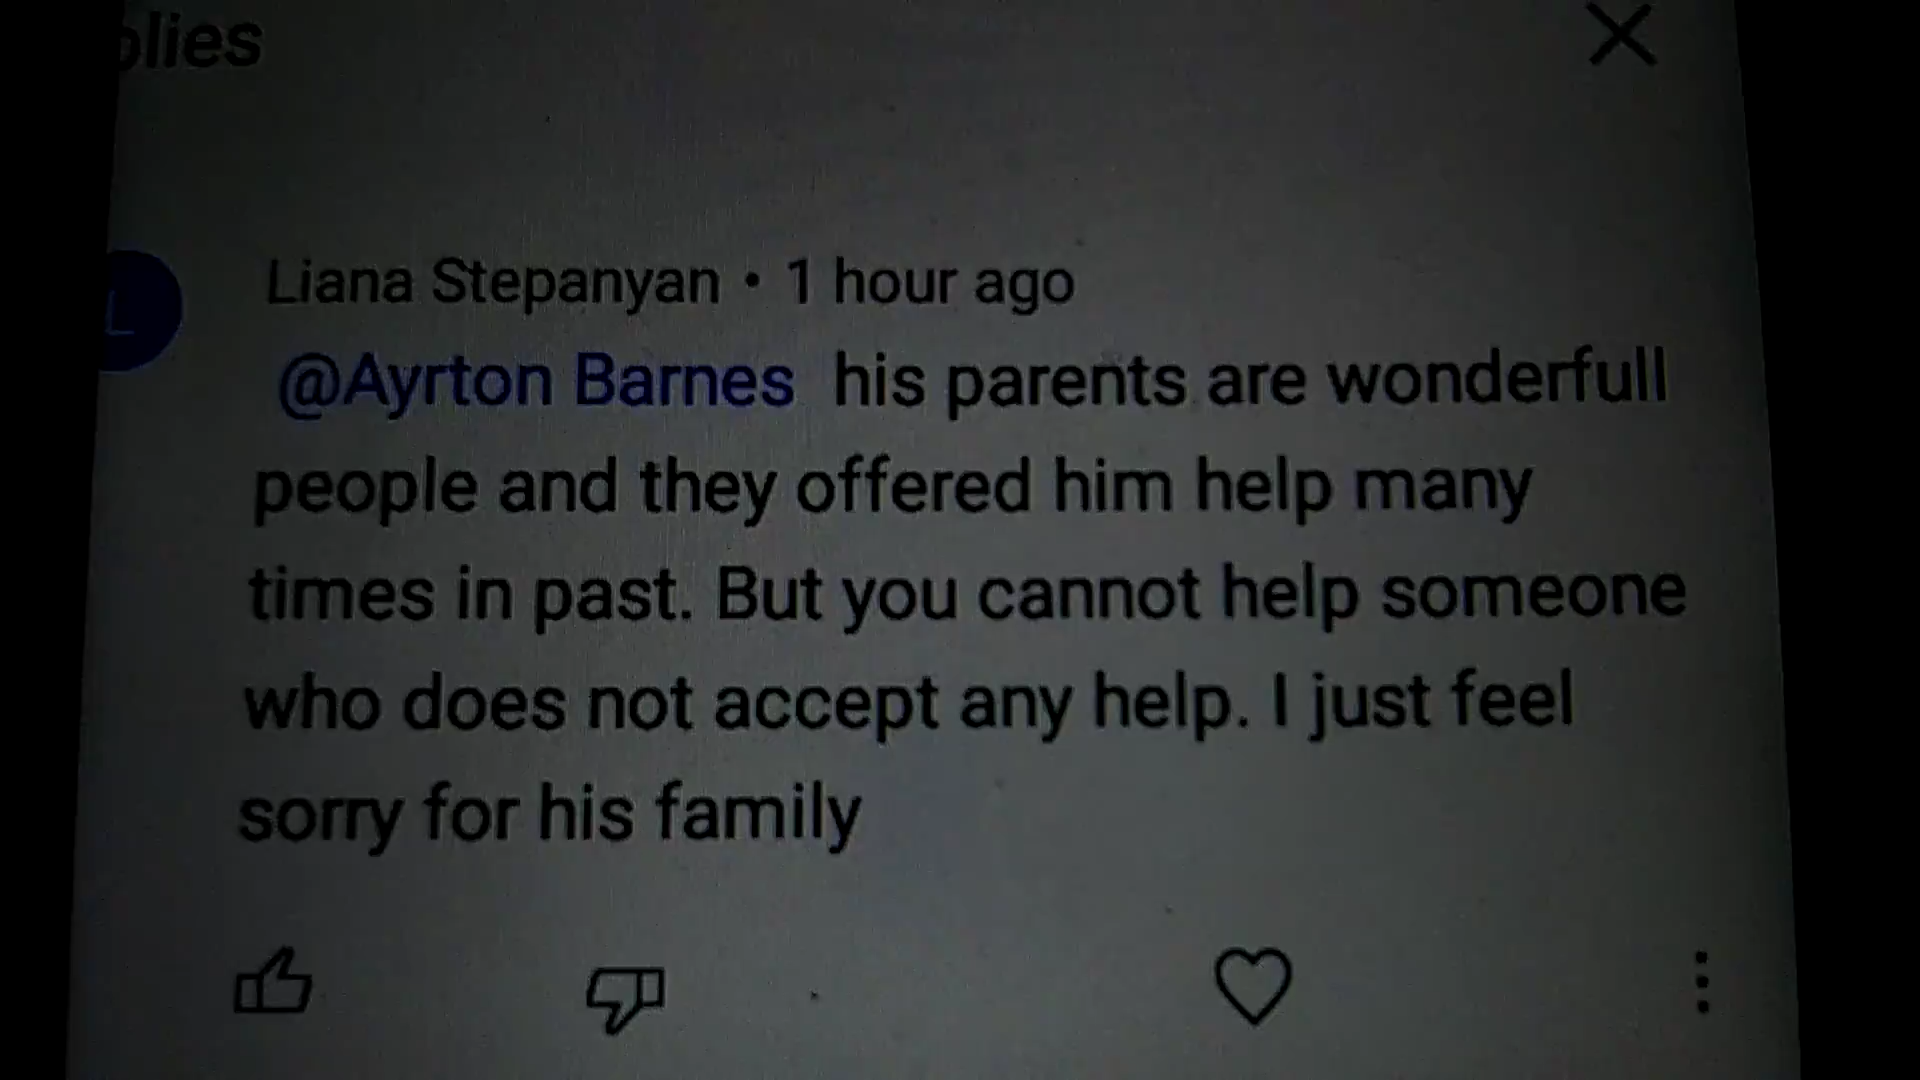 plies
L
Liana Stepanyan • 1 hour ago
@Ayrton Barnes his parents are wonderfull
people and they offered him help many
times in past. But you cannot help someone
who does not accept any help. I just feel
sorry for his family